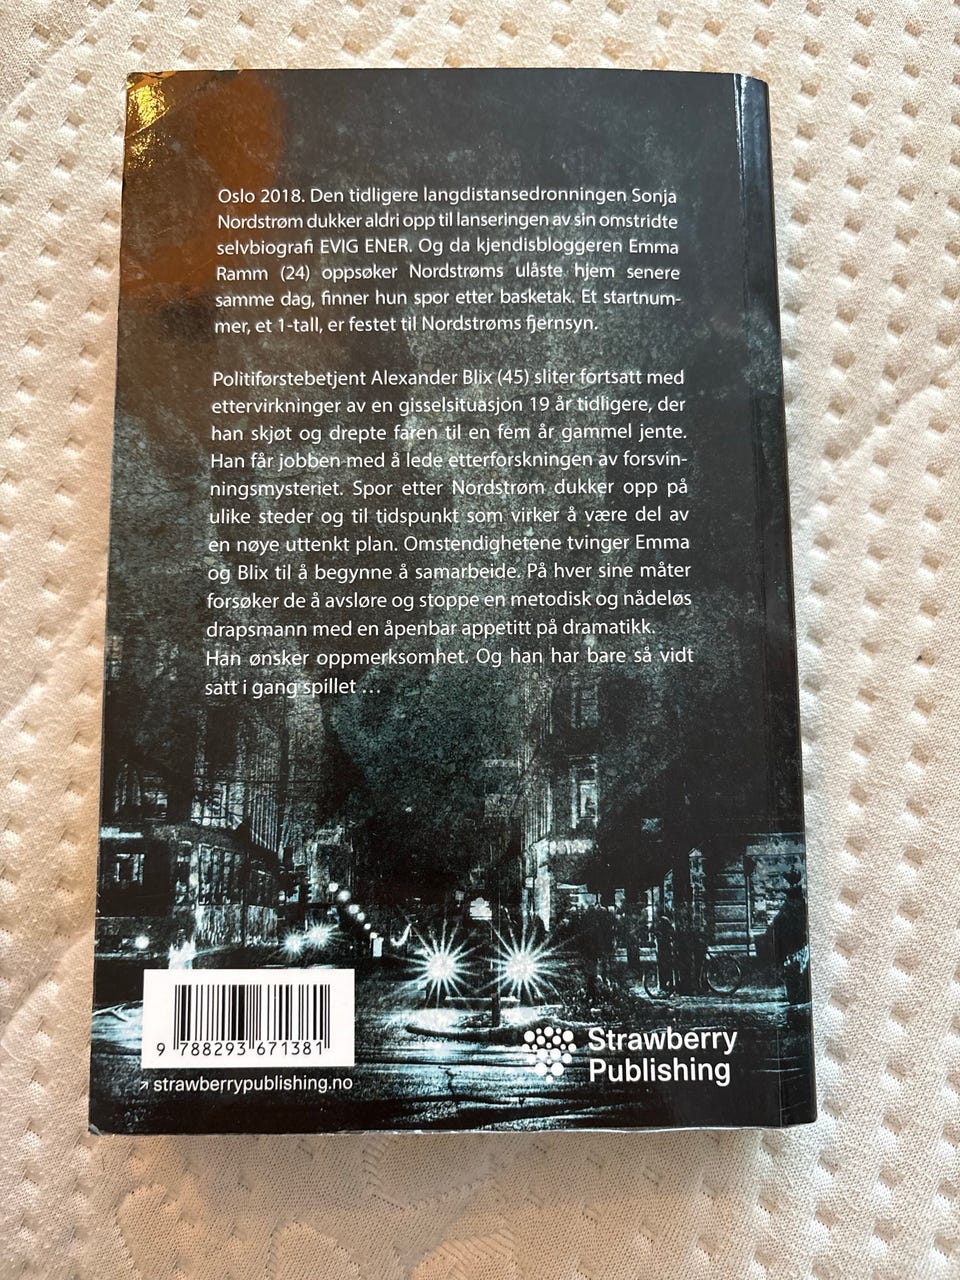 Oslo 2018. Den tidligere langdistansedronningen Sonja
Nordstrøm dukker aldri opp til lanseringen av sin omstridte
selvbiografi EVIG ENER. Og da kjendisbloggeren Emma
Ramm (24) oppsøker Nordstrøms ulåste hjem senere
samme dag, finner hun spor etter basketak. Et startnum-
mer, et 1-tall, er festet til Nordstrøms fjernsyn.
Politiførstebetjent Alexander Blix (45) sliter fortsatt med
ettervirkninger av en gisselsituasjon 19 år tidligere, der
han skjøt og drepte faren til en fem år gammel jente.
Han får jobben med å lede etterforskningen av forsvin-
ningsmysteriet. Spor etter Nordstrøm dukker opp på
ulike steder og til tidspunkt som virker å være del av
en nøye uttenkt plan. Omstendighetene tvinger Emma
og Blix til å begynne å samarbeide. På hver sine måter
forsøker de å avsløre og stoppe en metodisk og nådeløs
drapsmann med en åpenbar appetitt på dramatikk.
Han ønsker oppmerksomhet. Og han har bare så vidt
satt i gang spillet ...
9 788293 671381
↗ strawberrypublishing.no
Strawberry
Publishing